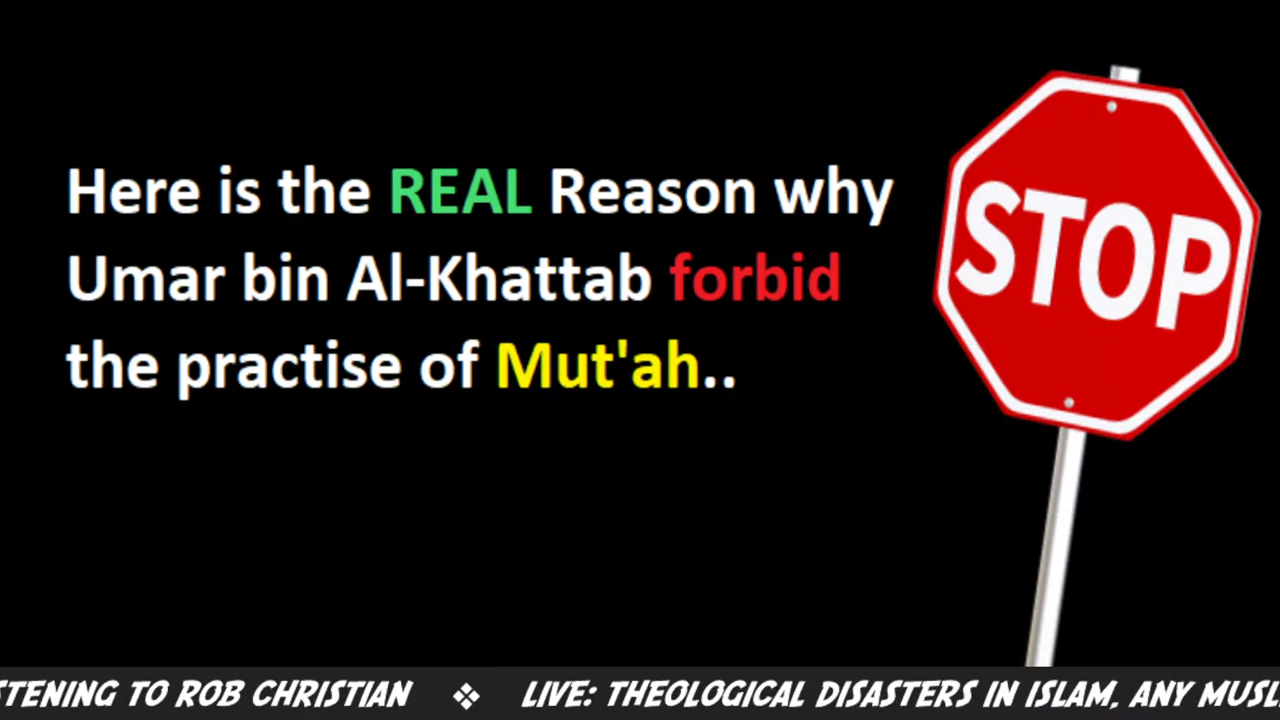 Here is the REAL Reason why
Umar bin Al-Khattab forbid
the practise of Mut'ah..
STOP
STENING TO ROB CHRISTIAN ❖ LIVE: THEOLOGICAL DISASTERS IN ISLAM, ANY MUSL